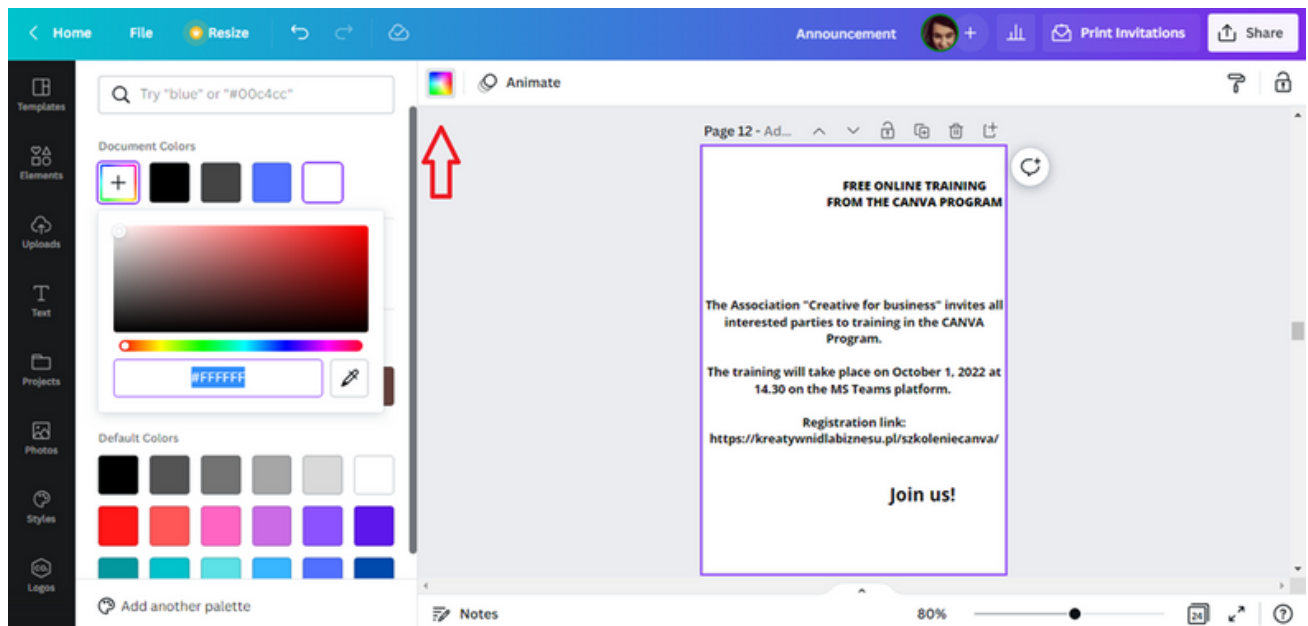 Home File Resize Announcement Print Invitations Share
Templates
Elements
Uploads
Text
Projects
Photos
Styles
CO.
Logos
Try "blue" or "#00c4cc"
Document Colors
#FFFFFF
Default Colors
Add another palette
Animate
Page 12 - Ad...
FREE ONLINE TRAINING
FROM THE CANVA PROGRAM
The Association "Creative for business" invites all
interested parties to training in the CANVA
Program.
The training will take place on October 1, 2022 at
14.30 on the MS Teams platform.
Registration link:
https://kreatywnidlabiznesu.pl/szkoleniecanva/
Join us!
Notes 80% 24